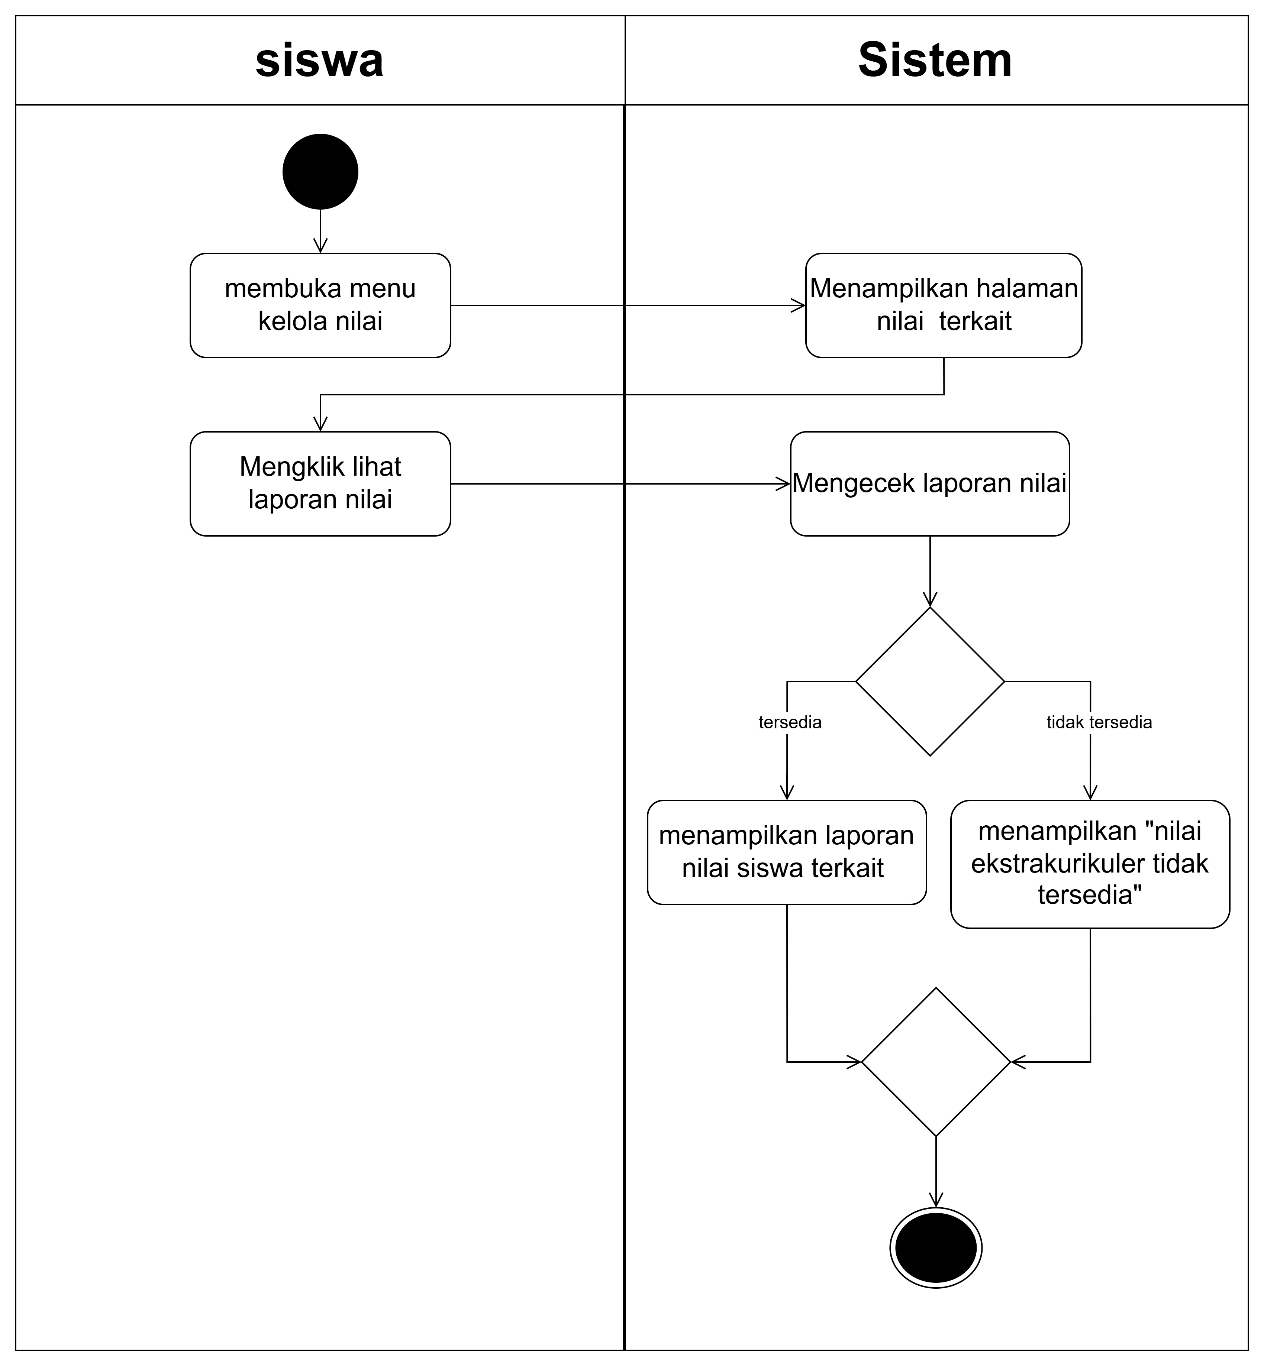 siswa
Sistem
membuka menu
kelola nilai
Menampilkan halaman
nilai  terkait
Mengklik lihat
laporan nilai
Mengecek laporan nilai
tersedia
tidak tersedia
menampilkan laporan
nilai siswa terkait
menampilkan "nilai
ekstrakurikuler tidak
tersedia"